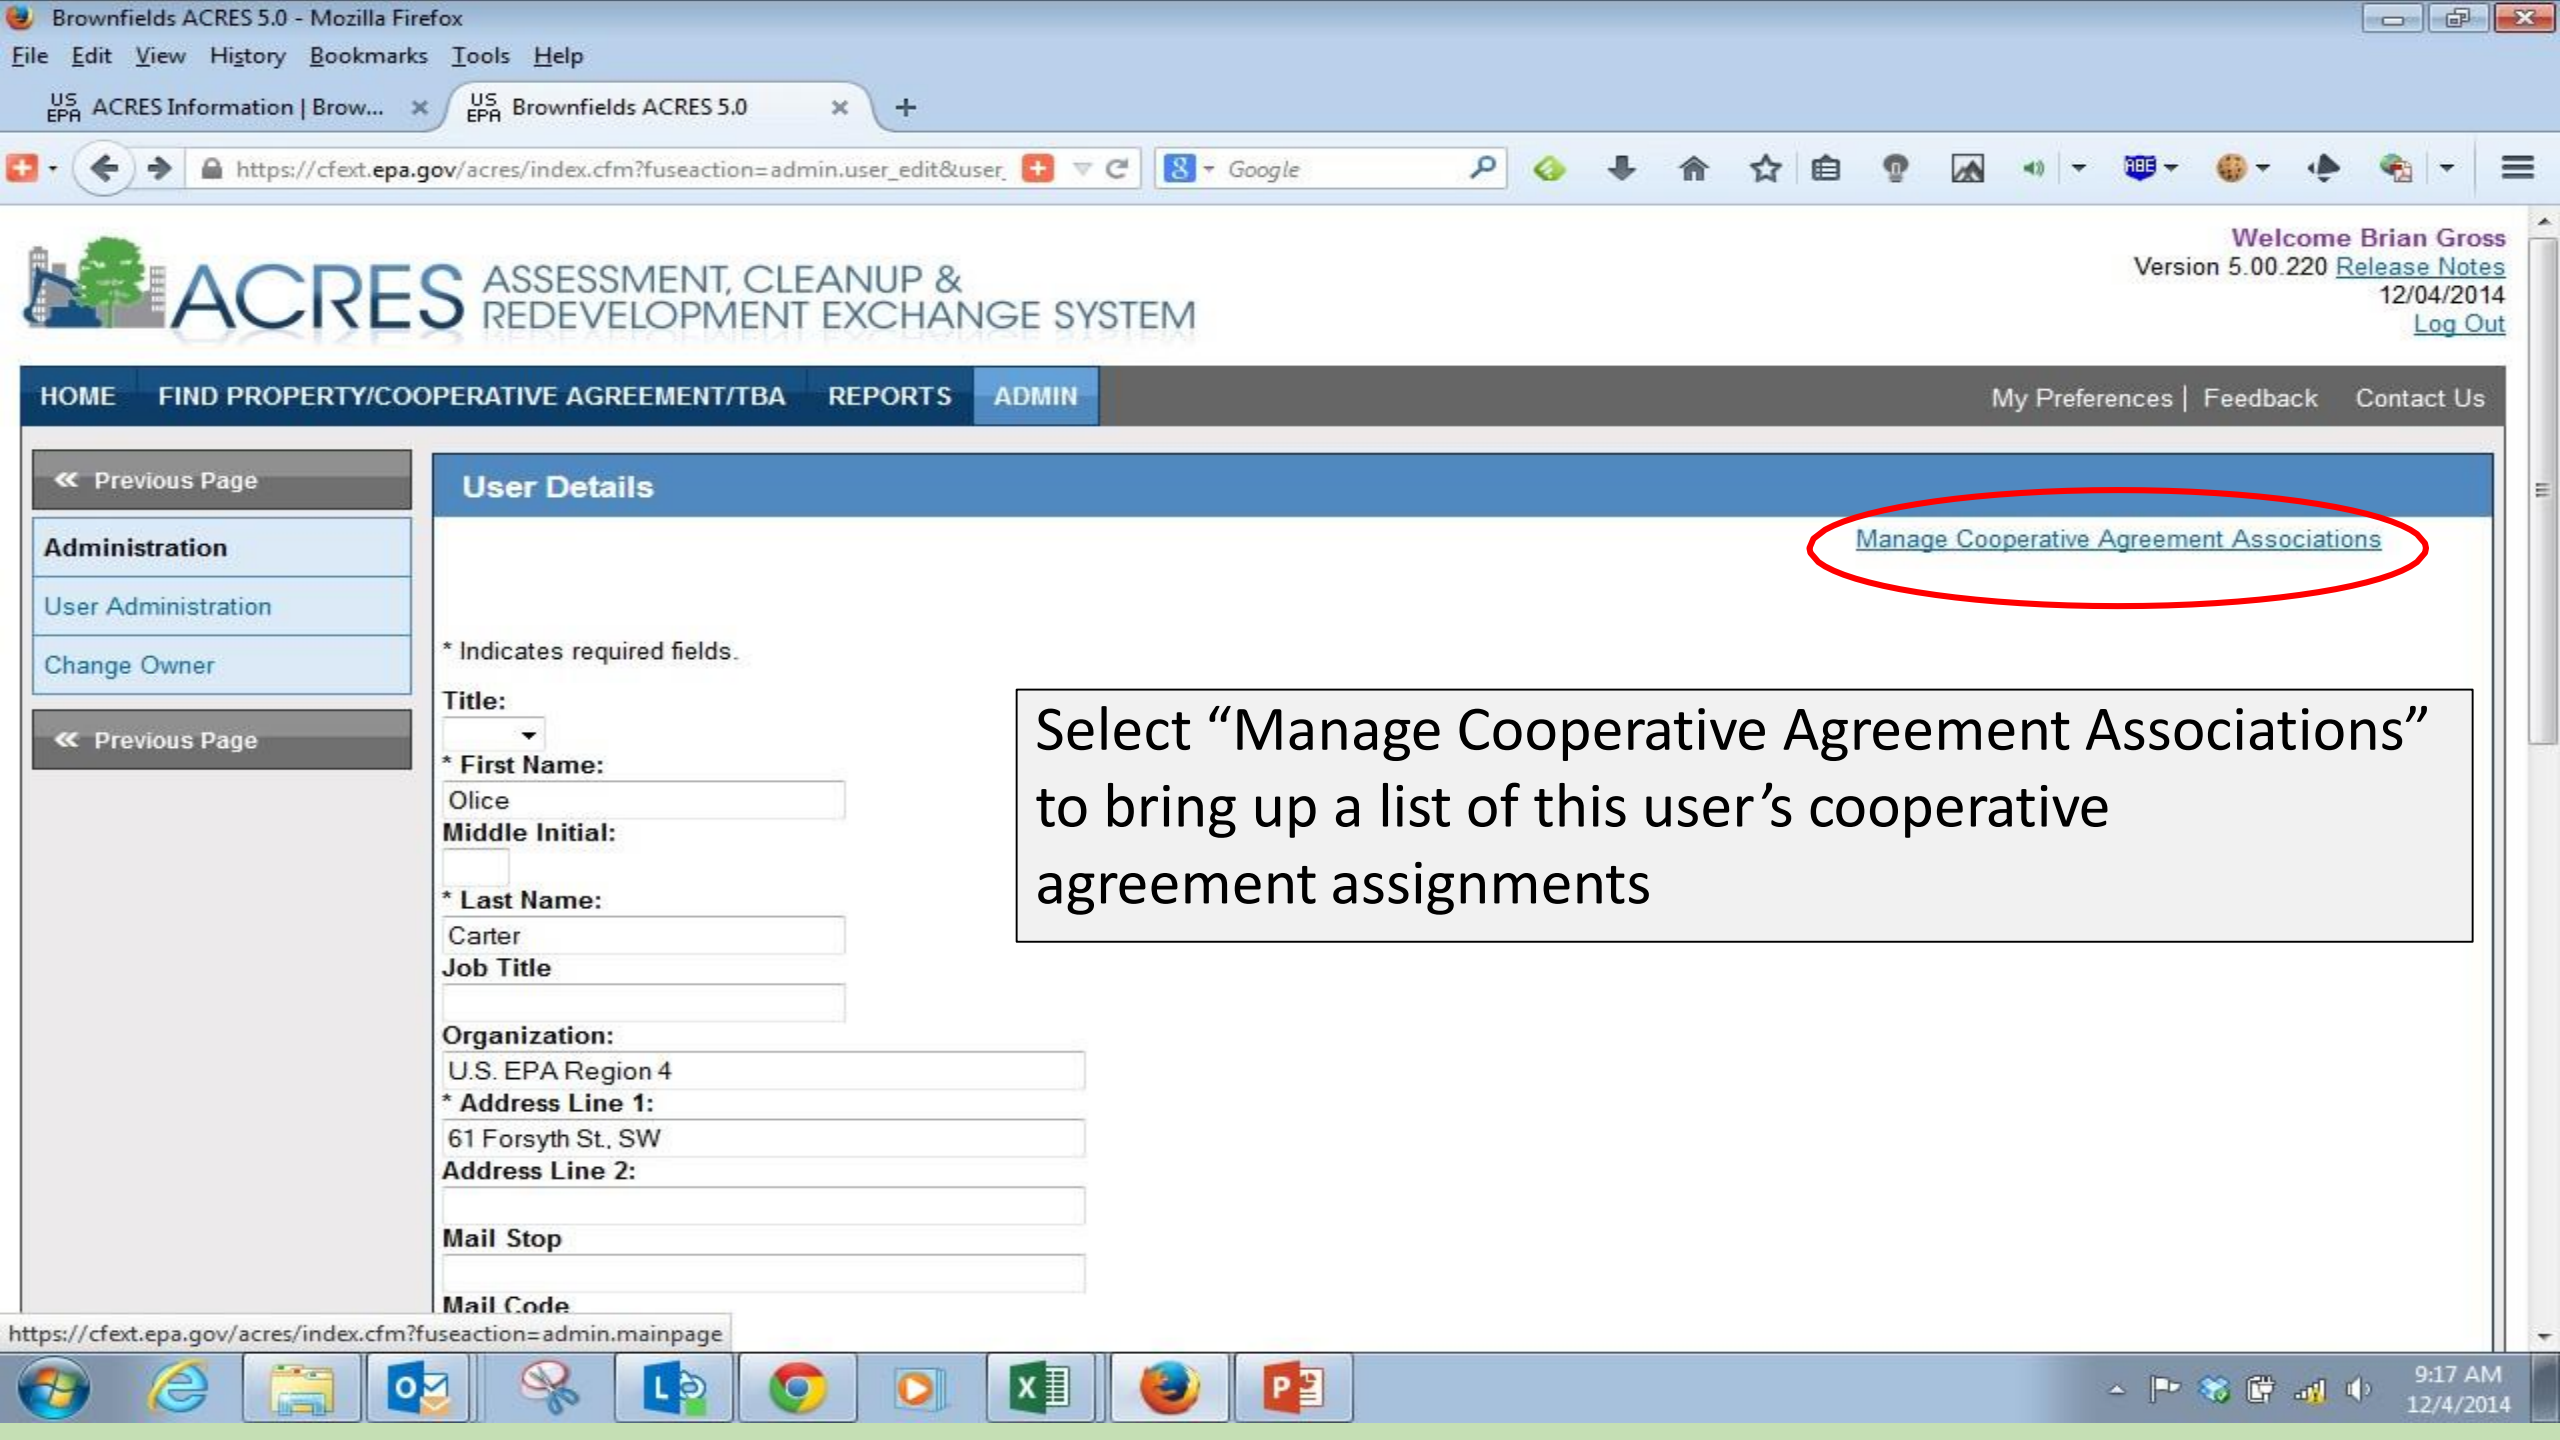 Brownfields ACRES 5.0 - Mozilla Firefox
File Edit View History Bookmarks Tools Help
US EPA ACRES Information | Brow... × US EPA Brownfields ACRES 5.0 × +
https://cfext.epa.gov/acres/index.cfm?fuseaction=admin.user_edit&user_ 8 Google ABE
Welcome Brian Gross
Version 5.00.220 Release Notes
12/04/2014
Log Out
ACRES ASSESSMENT, CLEANUP &
REDEVELOPMENT EXCHANGE SYSTEM
HOME FIND PROPERTY/COOPERATIVE AGREEMENT/TBA REPORTS ADMIN My Preferences | Feedback Contact Us
« Previous Page
Administration
User Administration
Change Owner
« Previous Page
User Details
Manage Cooperative Agreement Associations
* Indicates required fields.
Title:
* First Name:
Olice
Middle Initial:
* Last Name:
Carter
Job Title
Organization:
U.S. EPA Region 4
* Address Line 1:
61 Forsyth St., SW
Address Line 2:
Mail Stop
Mail Code
Select “Manage Cooperative Agreement Associations”
to bring up a list of this user’s cooperative
agreement assignments
https://cfext.epa.gov/acres/index.cfm?fuseaction=admin.mainpage
9:17 AM
12/4/2014